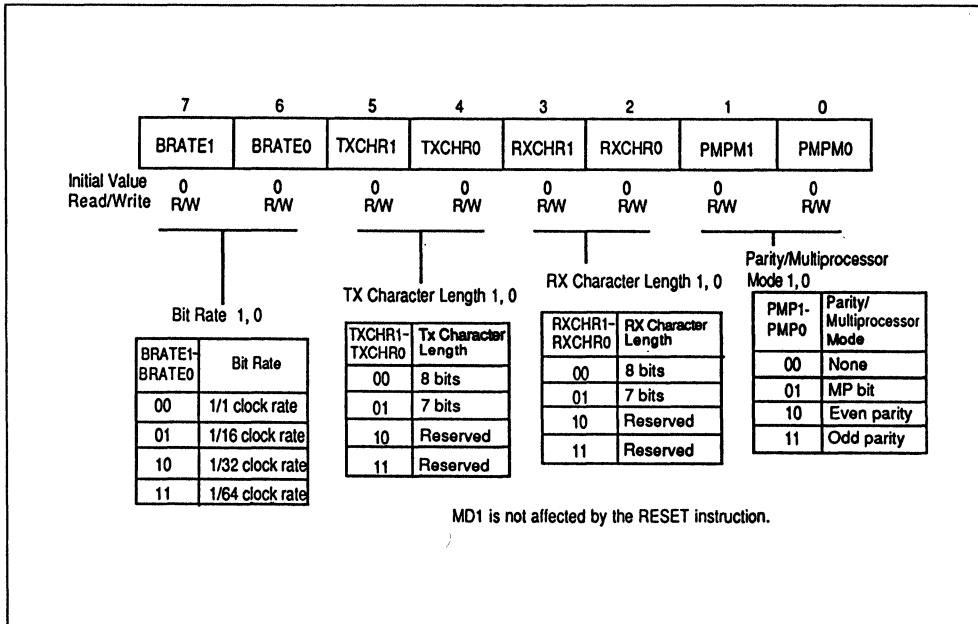 7 6 5 4 3 2 1 0
BRATE1 BRATE0 TXCHR1 TXCHR0 RXCHR1 RXCHR0 PMPM1 PMPM0
Initial Value 0 0 0 0 0 0 0 0
Read/Write R/W R/W R/W R/W R/W R/W R/W R/W
Bit Rate 1, 0
BRATE1-
BRATE0
Bit Rate
00 1/1 clock rate
01 1/16 clock rate
10 1/32 clock rate
11 1/64 clock rate
TX Character Length 1, 0
TXCHR1-
TXCHR0
Tx Character
Length
00 8 bits
01 7 bits
10 Reserved
11 Reserved
RX Character Length 1, 0
RXCHR1-
RXCHR0
RX Character
Length
00 8 bits
01 7 bits
10 Reserved
11 Reserved
Parity/Multiprocessor
Mode 1, 0
PMP1-
PMP0
Parity/
Multiprocessor
Mode
00 None
01 MP bit
10 Even parity
11 Odd parity
MD1 is not affected by the RESET instruction.